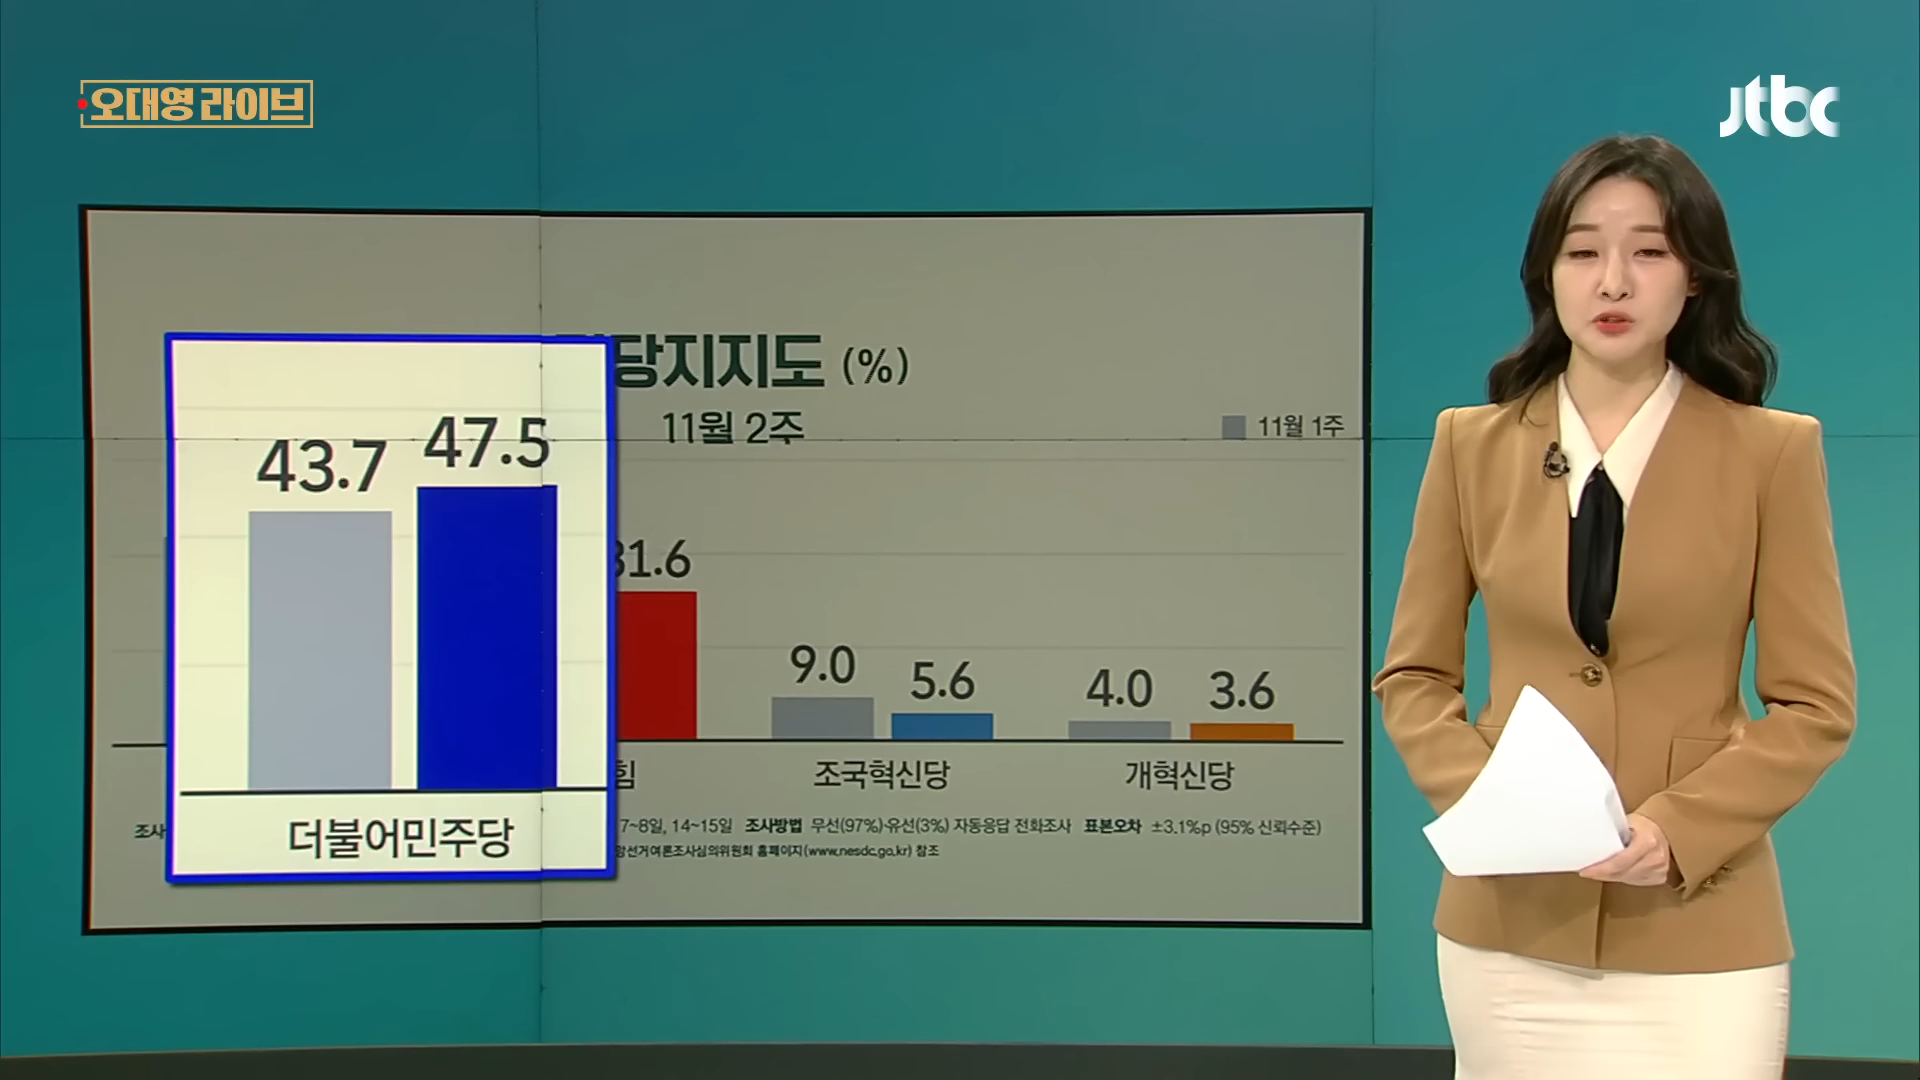 오대영 라이브
jtbc
당지지도 (%)
11월 2주
11월 1주
43.7
47.5
31.6
9.0
5.6
4.0
3.6
더불어민주당
힘
조국혁신당
개혁신당
조사
7~8일, 14~15일 조사방법 무선(97%)·유선(3%) 자동응답 전화조사 표본오차 ±3.1%p (95% 신뢰수준)
앙선거여론조사심의위원회 홈페이지(www.nesdc.go.kr) 참조